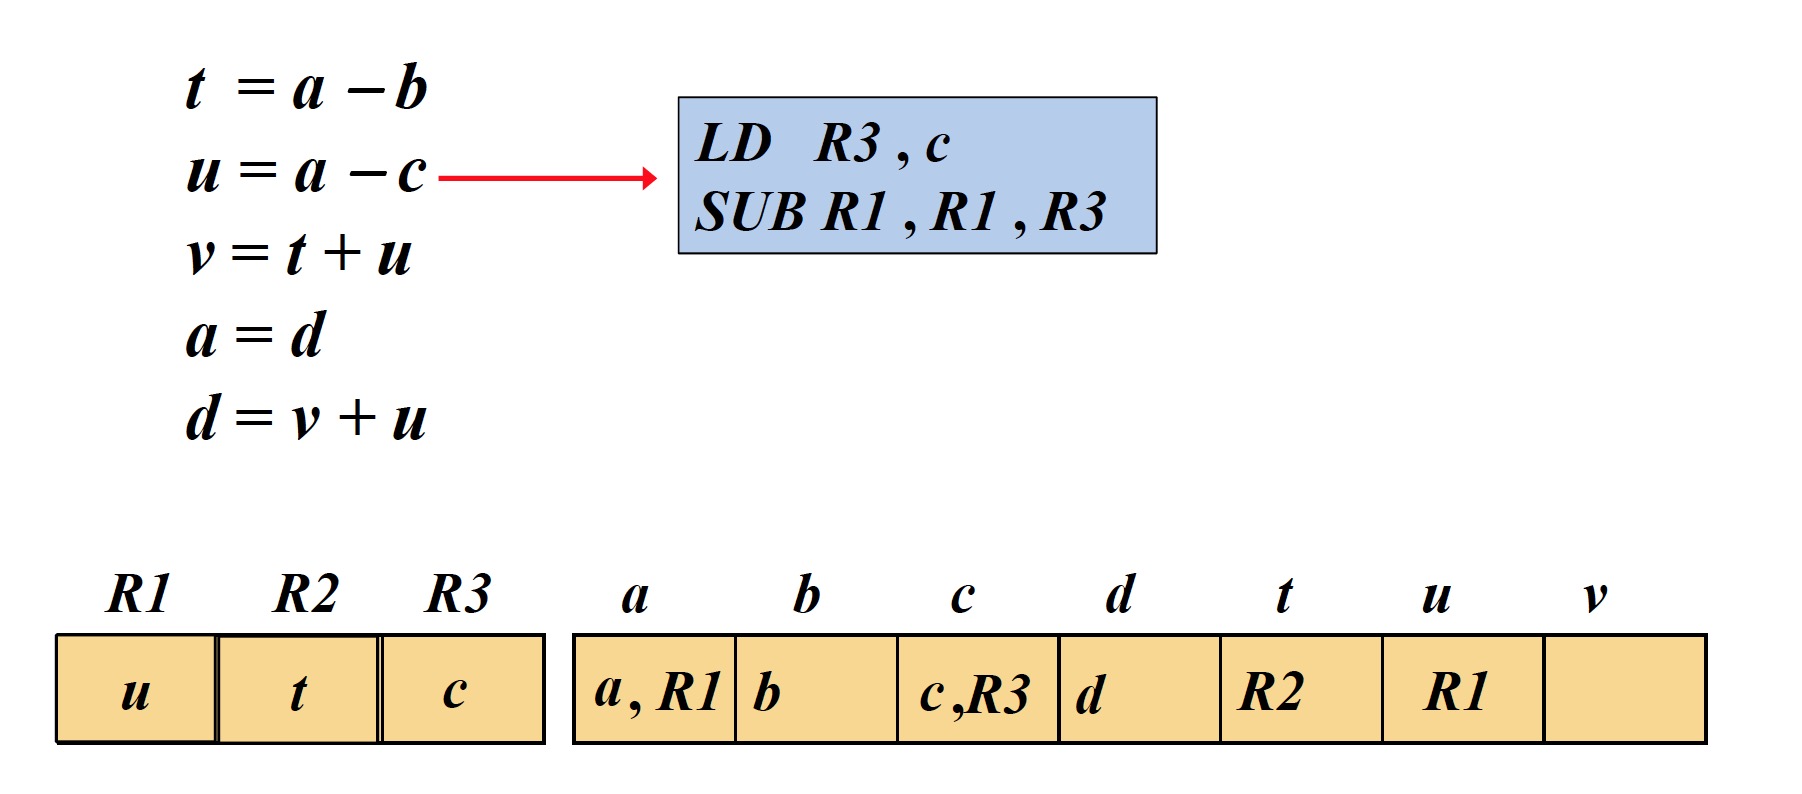 t = a – b
u = a – c
v = t + u
a = d
d = v + u
LD R3 , c
SUB R1 , R1 , R3
R1 R2 R3 a b c d t u v
u t c a , R1 b c ,R3 d R2 R1